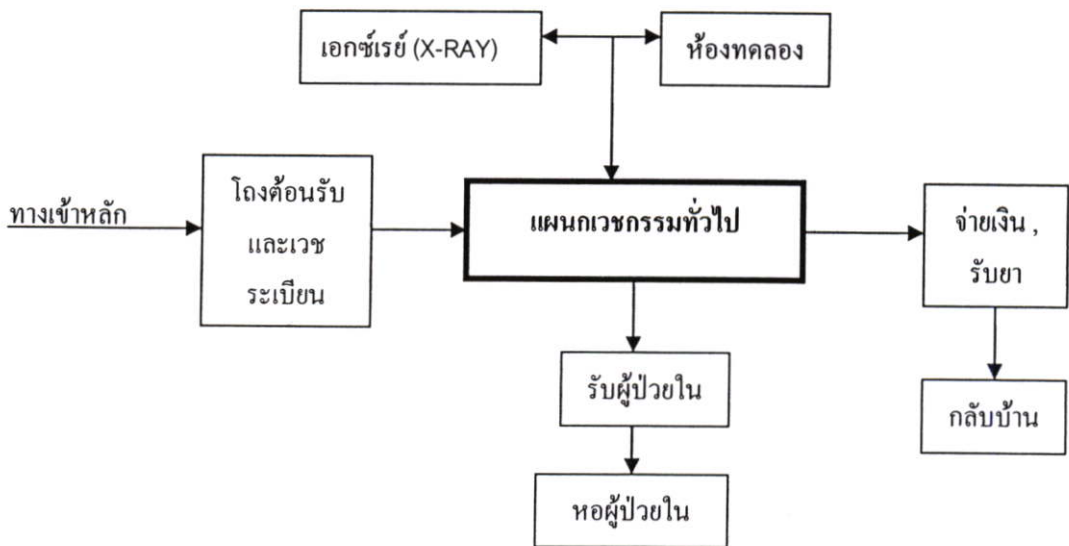 เอกซ์เรย์ (X-RAY)
ห้องทดลอง
ทางเข้าหลัก
โถงต้อนรับ
และเวช
ระเบียน
แผนกเวชกรรมทั่วไป
จ่ายเงิน ,
รับยา
รับผู้ป่วยใน
กลับบ้าน
หอผู้ป่วยใน